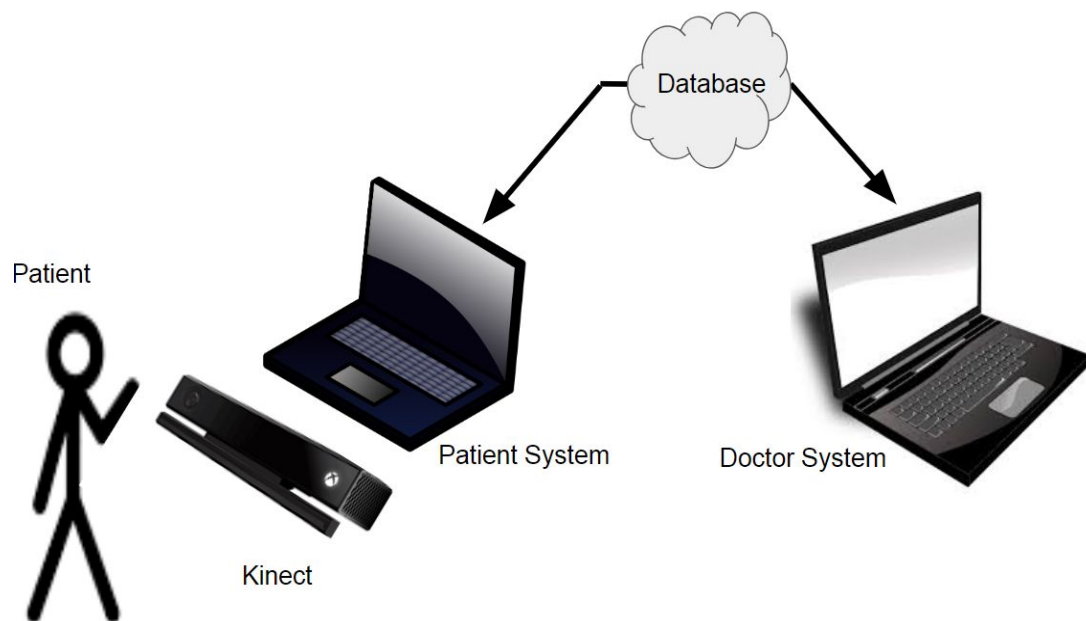 Database
Patient
Patient System
Doctor System
Kinect